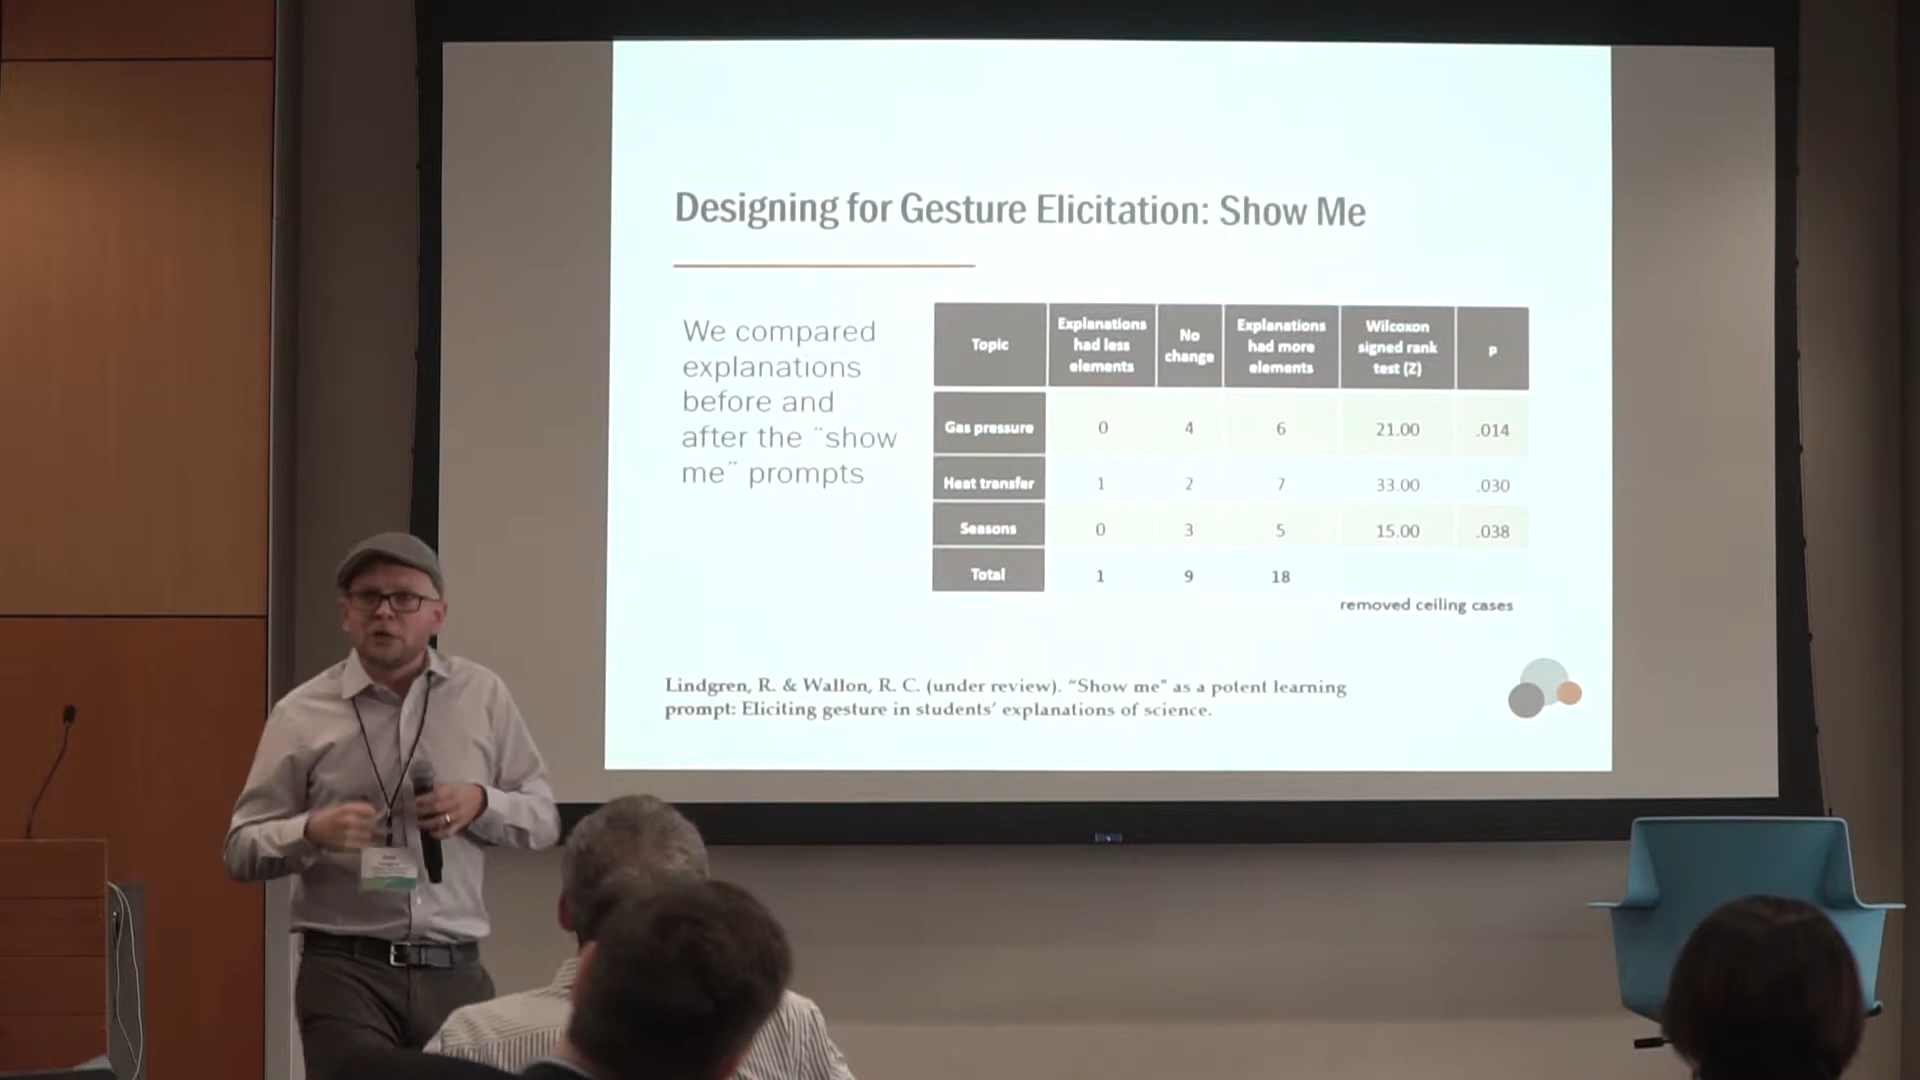 Designing for Gesture Elicitation: Show Me
We compared
explanations
before and
after the "show
me" prompts
Topic
Explanations
had less
elements
No
change
Explanations
had more
elements
Wilcoxon
signed rank
test (Z)
p
Gas pressure 0 4 6 21.00 .014
Heat transfer 1 2 7 33.00 .030
Seasons 0 3 5 15.00 .038
Total 1 9 18
removed ceiling cases
Lindgren, R. & Wallon, R. C. (under review). "Show me" as a potent learning
prompt: Eliciting gesture in students' explanations of science.